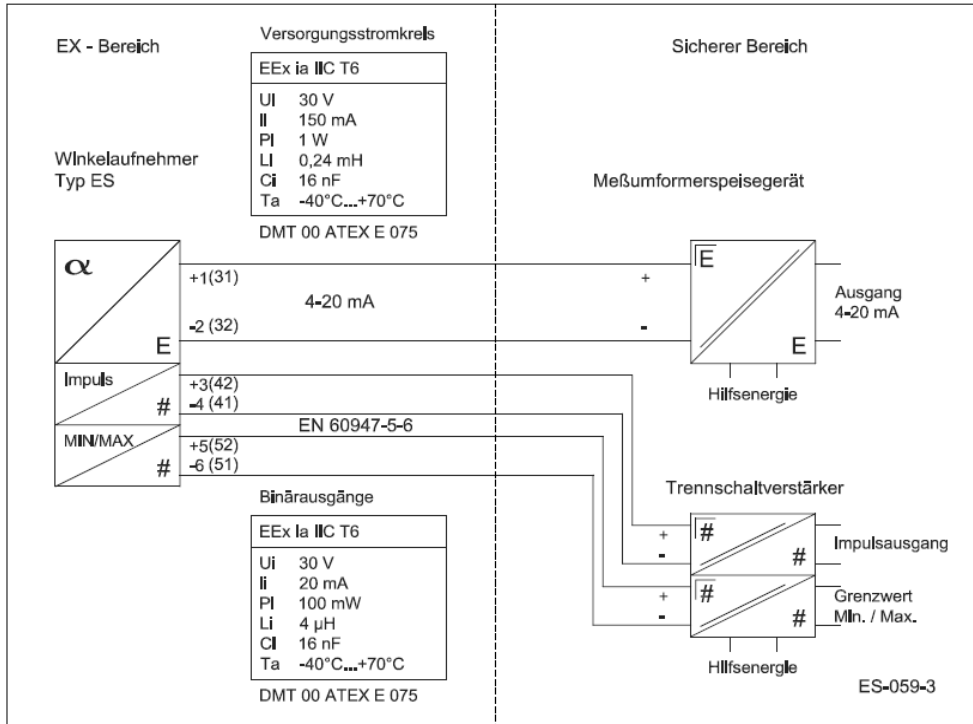 EX - Bereich
Versorgungsstromkreis
Sicherer Bereich
EEx ia IIC T6
UI 30 V
II 150 mA
PI 1 W
LI 0,24 mH
Ci 16 nF
Ta -40°C...+70°C
DMT 00 ATEX E 075
Winkelaufnehmer
Typ ES
Meßumformerspeisegerät
α
E
+1(31)
4-20 mA
-2 (32)
+
-
E
E
Ausgang
4-20 mA
Hilfsenergie
Impuls
#
+3(42)
-4 (41)
EN 60947-5-6
MIN/MAX
#
+5(52)
-6 (51)
Binärausgänge
EEx Ia IIC T6
Ui 30 V
Ii 20 mA
PI 100 mW
Li 4 µH
CI 16 nF
Ta -40°C...+70°C
DMT 00 ATEX E 075
Trennschaltverstärker
+
-
#
#
Impulsausgang
+
-
#
#
Grenzwert
Min. / Max.
Hilfsenergie
ES-059-3